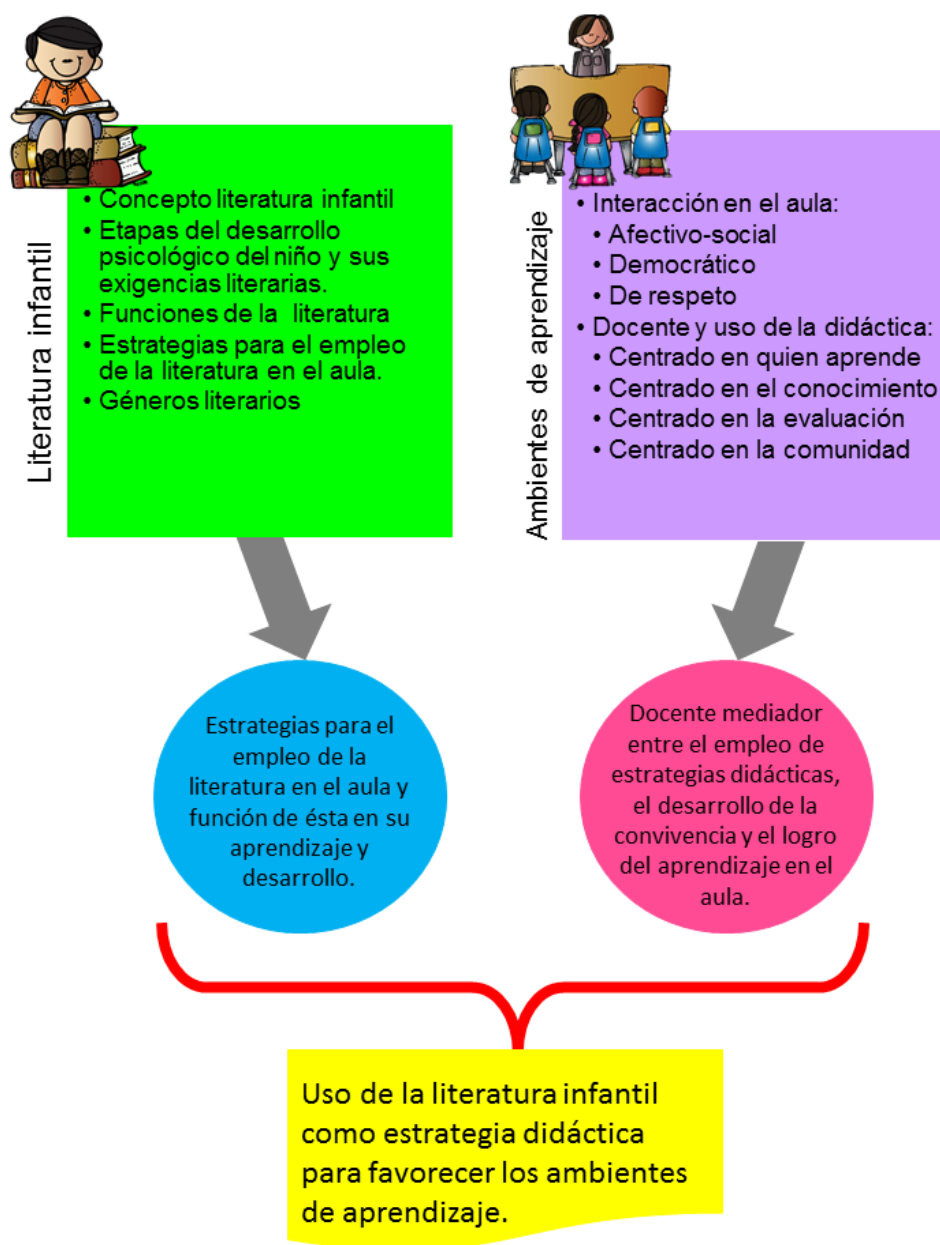 Literatura infantil
• Concepto literatura infantil
• Etapas del desarrollo
psicológico del niño y sus
exigencias literarias.
• Funciones de la literatura
• Estrategias para el empleo
de la literatura en el aula.
• Géneros literarios
Ambientes de aprendizaje
• Interacción en el aula:
• Afectivo-social
• Democrático
• De respeto
• Docente y uso de la didáctica:
• Centrado en quien aprende
• Centrado en el conocimiento
• Centrado en la evaluación
• Centrado en la comunidad
Estrategias para el
empleo de la
literatura en el aula y
función de ésta en su
aprendizaje y
desarrollo.
Docente mediador
entre el empleo de
estrategias didácticas,
el desarrollo de la
convivencia y el logro
del aprendizaje en el
aula.
Uso de la literatura infantil
como estrategia didáctica
para favorecer los ambientes
de aprendizaje.